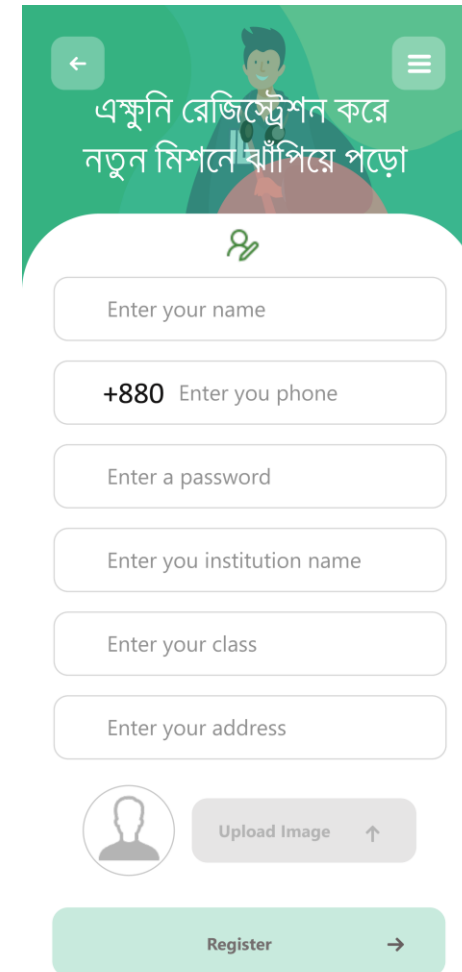 এক্ষুনি রেজিস্ট্রেশন করে
নতুন মিশনে ঝাঁপিয়ে পড়ো
Enter your name
+880 Enter you phone
Enter a password
Enter you institution name
Enter your class
Enter your address
Upload Image
Register